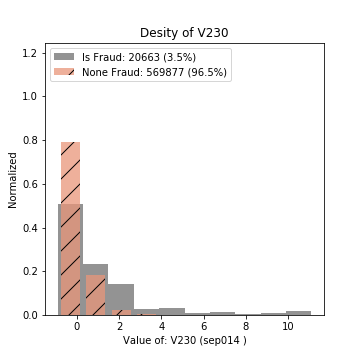 Desity of V230
Is Fraud: 20663 (3.5%)
None Fraud: 569877 (96.5%)
1.2
1.0
0.8
0.6
0.4
0.2
0.0
Normalized
0 2 4 6 8 10
Value of: V230 (sep014 )